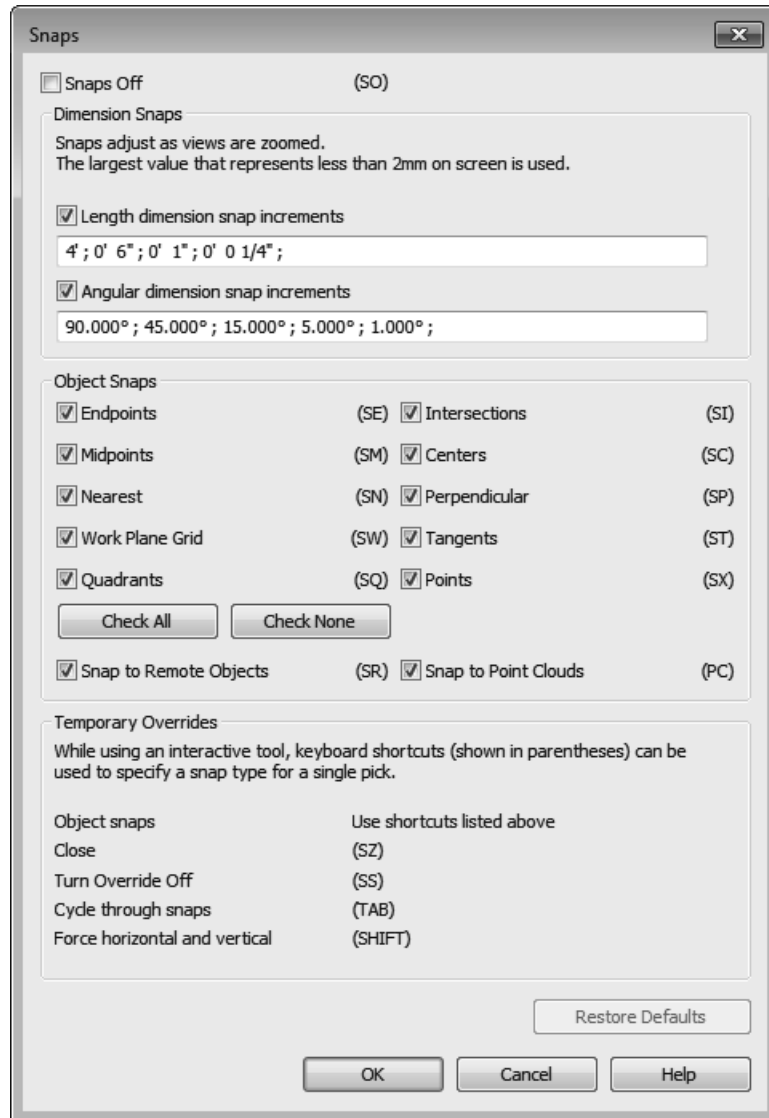 Snaps
Snaps Off (SO)
Dimension Snaps
Snaps adjust as views are zoomed.
The largest value that represents less than 2mm on screen is used.
Length dimension snap increments
4' ; 0' 6" ; 0' 1" ; 0' 0 1/4" ;
Angular dimension snap increments
90.000° ; 45.000° ; 15.000° ; 5.000° ; 1.000° ;
Object Snaps
Endpoints (SE) Intersections (SI)
Midpoints (SM) Centers (SC)
Nearest (SN) Perpendicular (SP)
Work Plane Grid (SW) Tangents (ST)
Quadrants (SQ) Points (SX)
Check All Check None
Snap to Remote Objects (SR) Snap to Point Clouds (PC)
Temporary Overrides
While using an interactive tool, keyboard shortcuts (shown in parentheses) can be
used to specify a snap type for a single pick.
Object snaps Use shortcuts listed above
Close (SZ)
Turn Override Off (SS)
Cycle through snaps (TAB)
Force horizontal and vertical (SHIFT)
Restore Defaults
OK Cancel Help